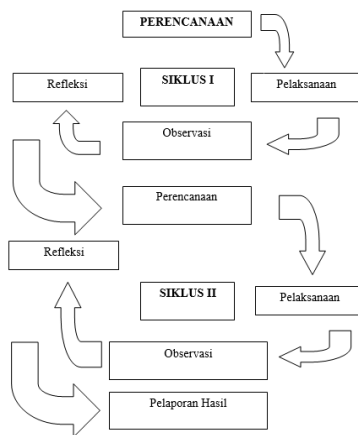 PERENCANAAN
Refleksi
SIKLUS I
Pelaksanaan
Observasi
Perencanaan
Refleksi
SIKLUS II
Pelaksanaan
Observasi
Pelaporan Hasil